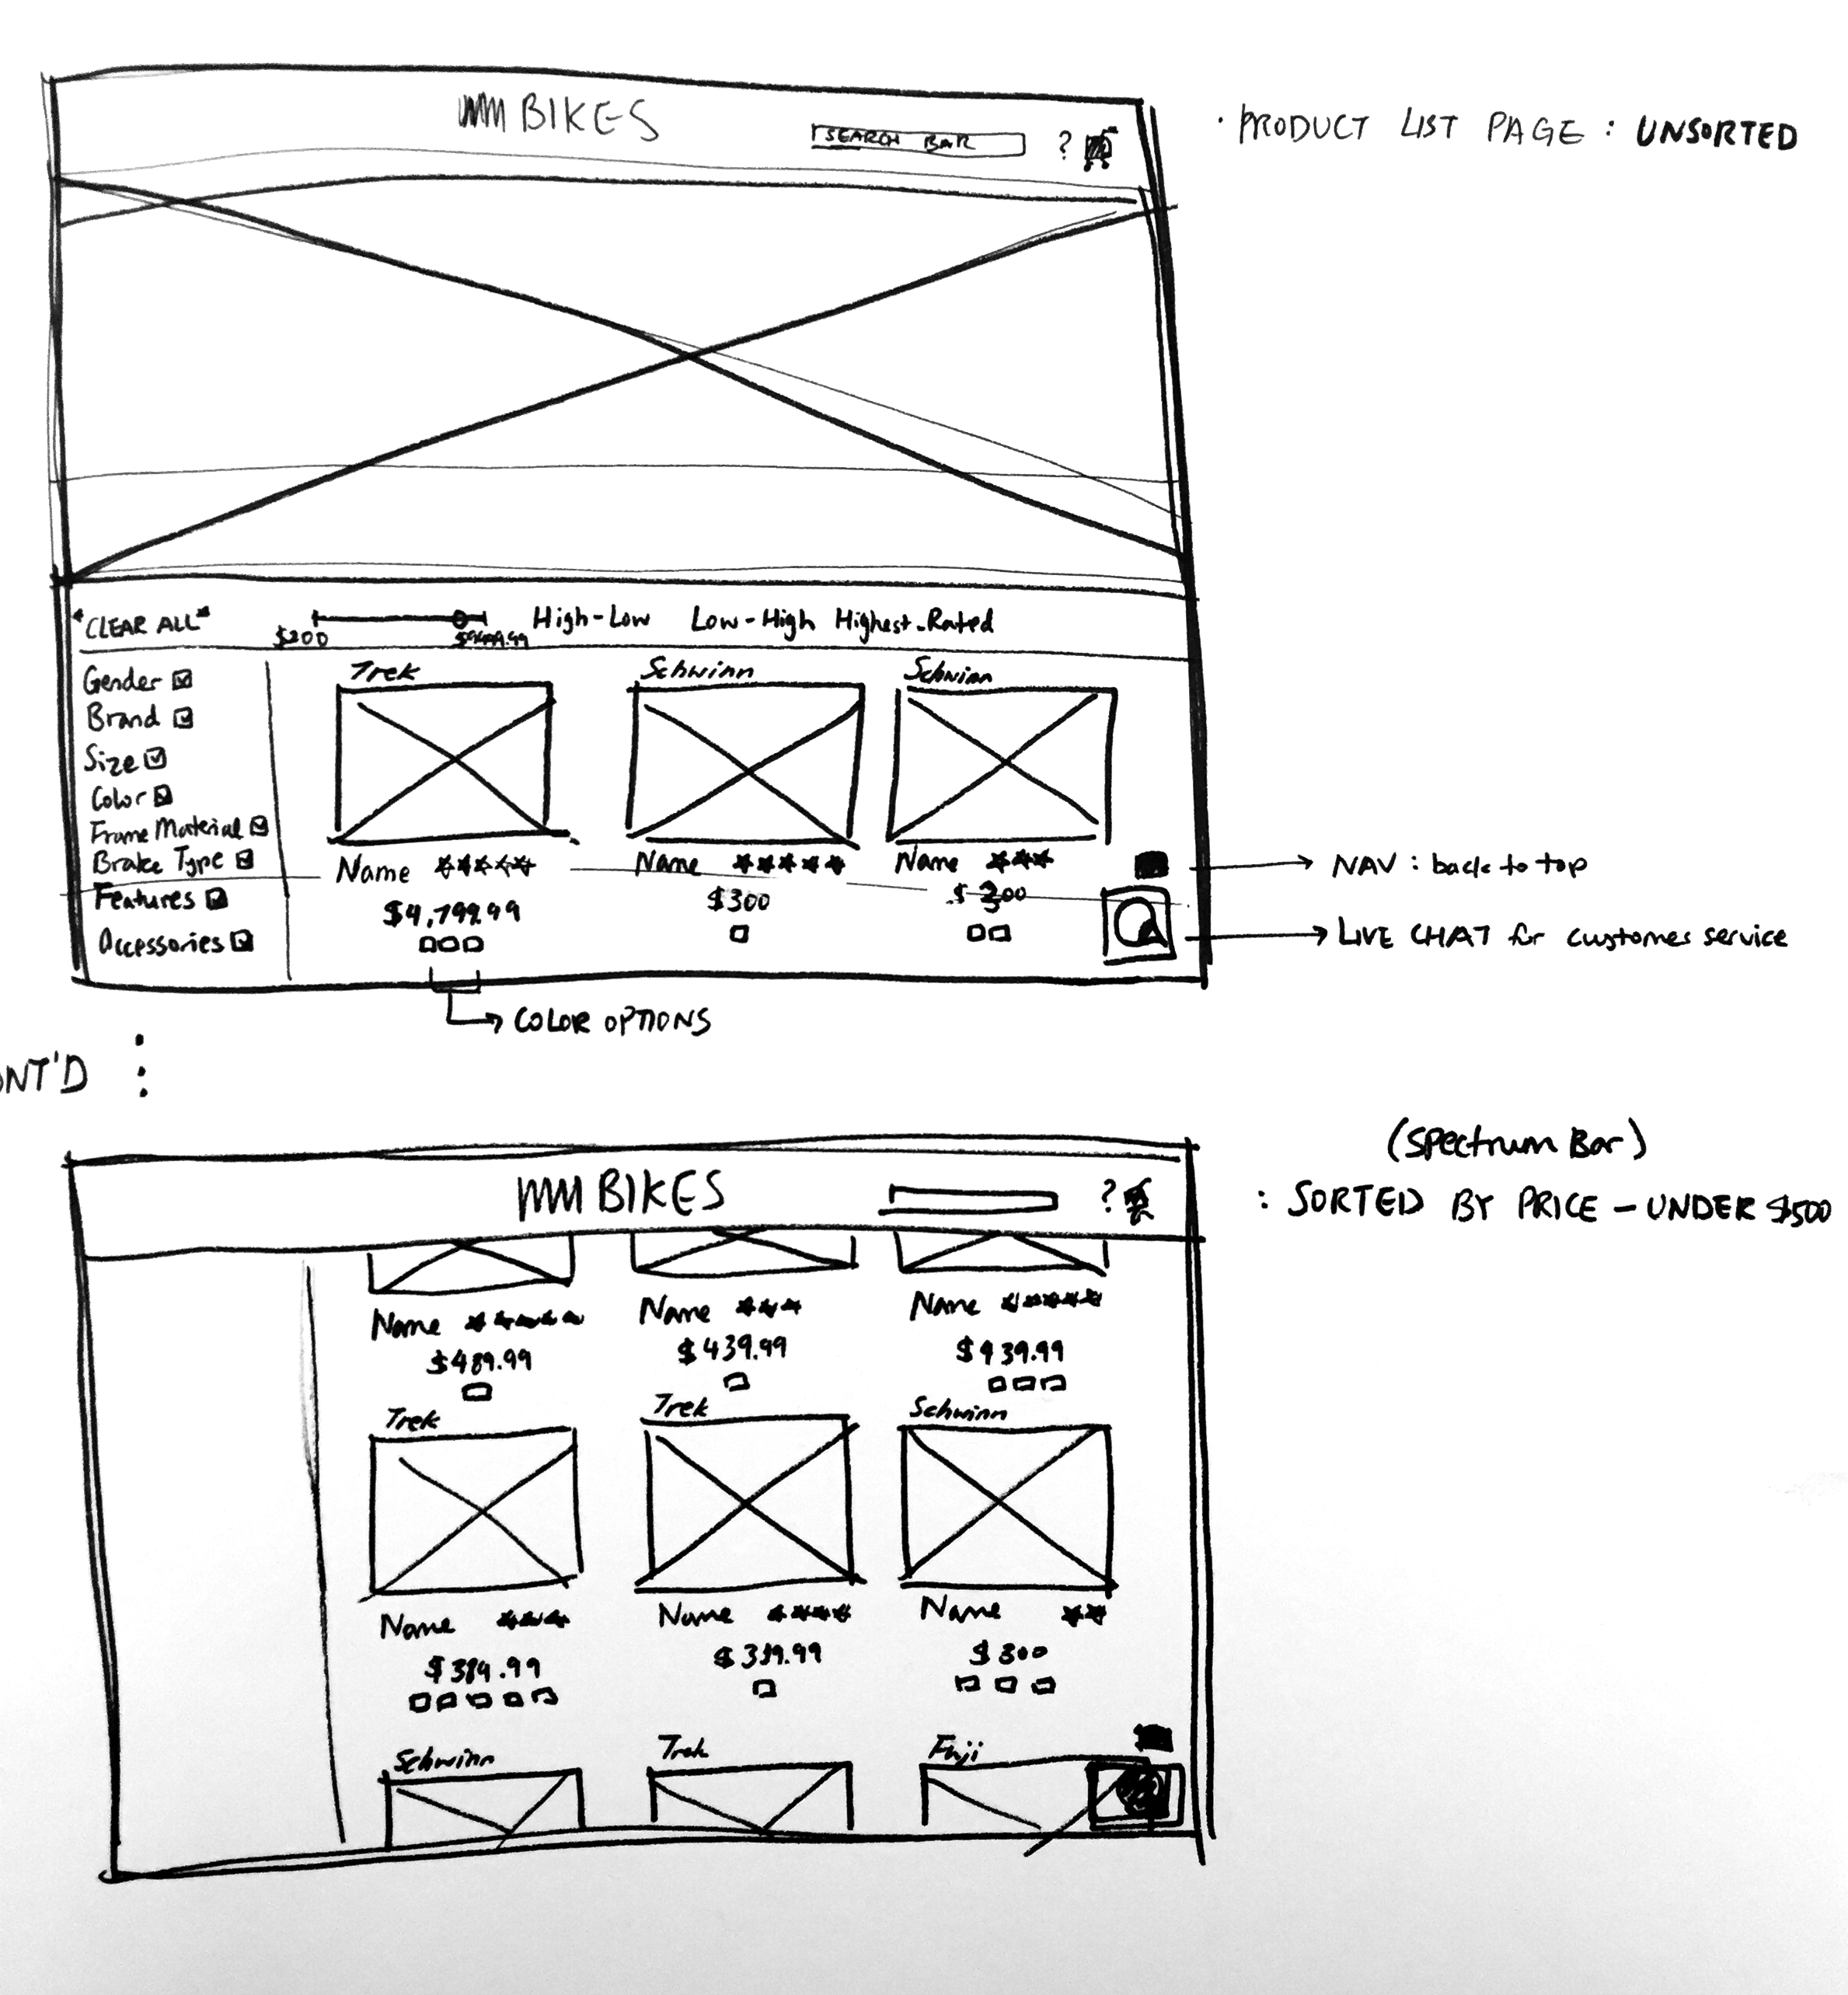 BIKES
SEARCH BAR ?
· PRODUCT LIST PAGE : UNSORTED
"CLEAR ALL" $200 High-Low Low-High Highest-Rated
Gender
Brand
Size
Color
Frame Material
Brake Type
Features
Accessories
Trek Schwinn Schwinn
Name ***** Name ***** Name ***
$4,799.99 $300 $300
→ NAV : back to top
→ LIVE CHAT for customer service
→ COLOR OPTIONS
ONT'D :
(Spectrum Bar)
: SORTED BY PRICE - UNDER $500
BIKES ?
Name ***** Name *** Name *****
$489.99 $439.99 $439.99
Trek Trek Schwinn
Name *** Name **** Name **
$389.99 $339.99 $300
Schwinn Trek Fuji